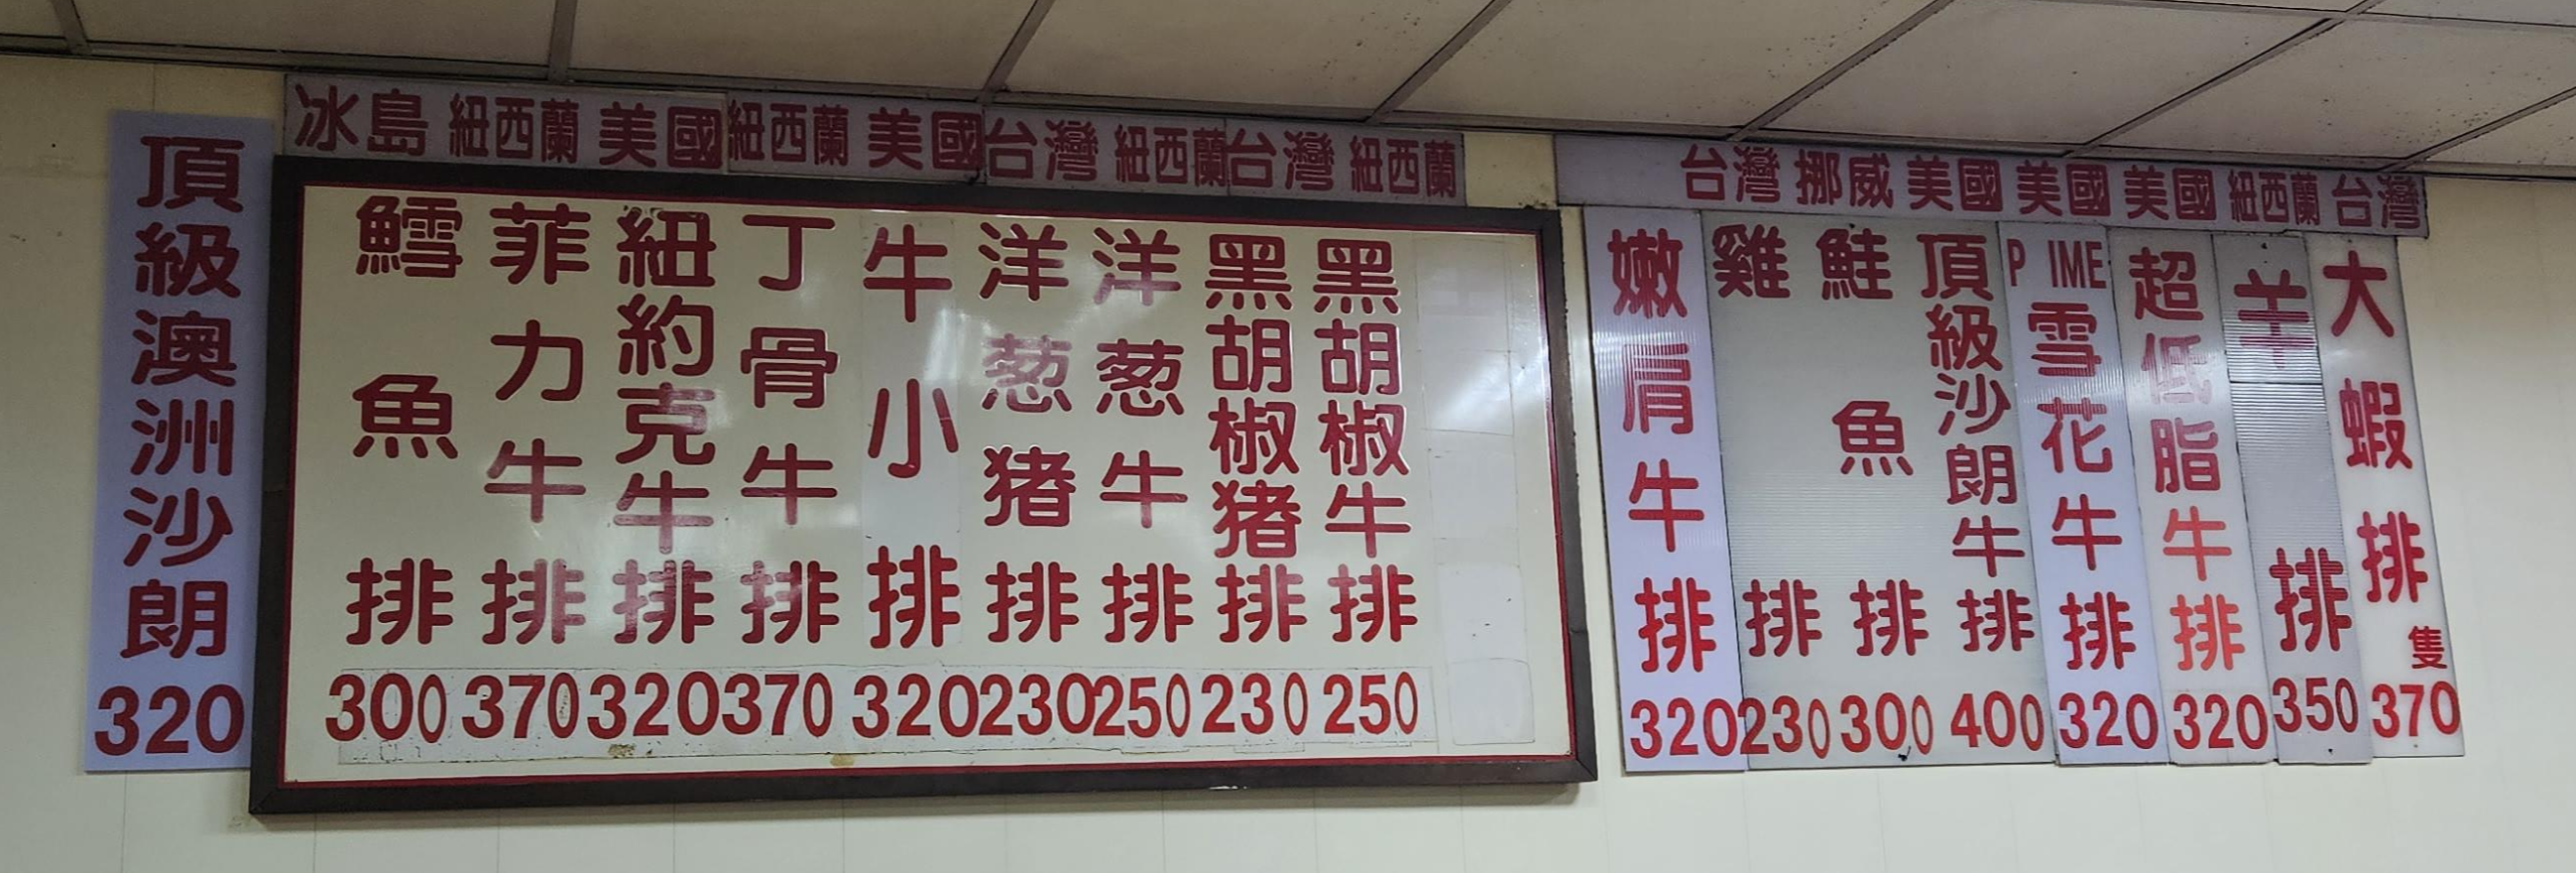 頂級澳洲沙朗
320
冰島 紐西蘭 美國 紐西蘭 美國 台灣 紐西蘭 台灣 紐西蘭
鱈魚排
300
菲力牛排
370
紐約克牛排
320
丁骨牛排
370
牛小排
320
洋葱猪排
230
洋葱牛排
250
黑胡椒猪排
230
黑胡椒牛排
250
台灣 挪威 美國 美國 美國 紐西蘭 台灣
嫩肩牛排
320
雞排
230
鮭魚排
300
頂級沙朗牛排
400
P IME雪花牛排
320
超低脂牛排
320
羊排
350
大蝦排
隻
370